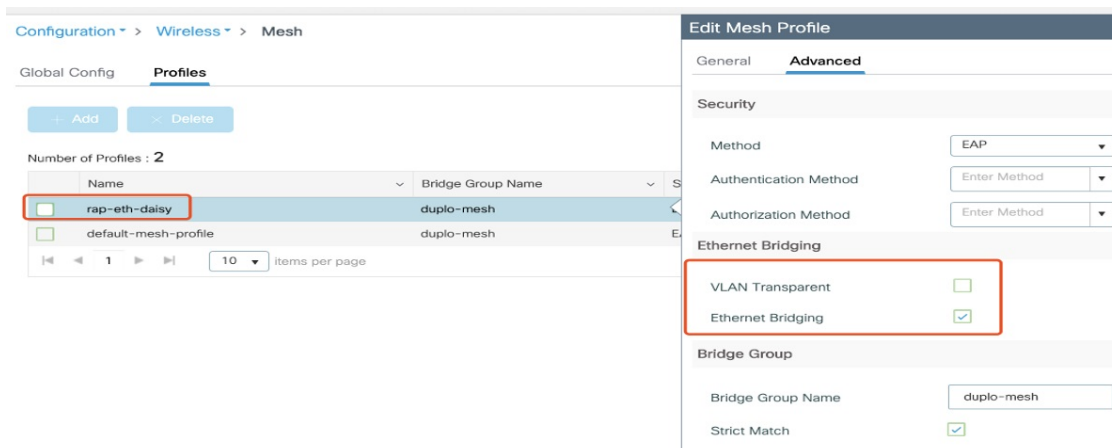 Configuration > Wireless > Mesh
Global Config Profiles
+ Add × Delete
Number of Profiles : 2
Name Bridge Group Name S
rap-eth-daisy duplo-mesh
default-mesh-profile duplo-mesh
1 10 items per page
Edit Mesh Profile
General Advanced
Security
Method EAP
Authentication Method Enter Method
Authorization Method Enter Method
Ethernet Bridging
VLAN Transparent
Ethernet Bridging
Bridge Group
Bridge Group Name duplo-mesh
Strict Match